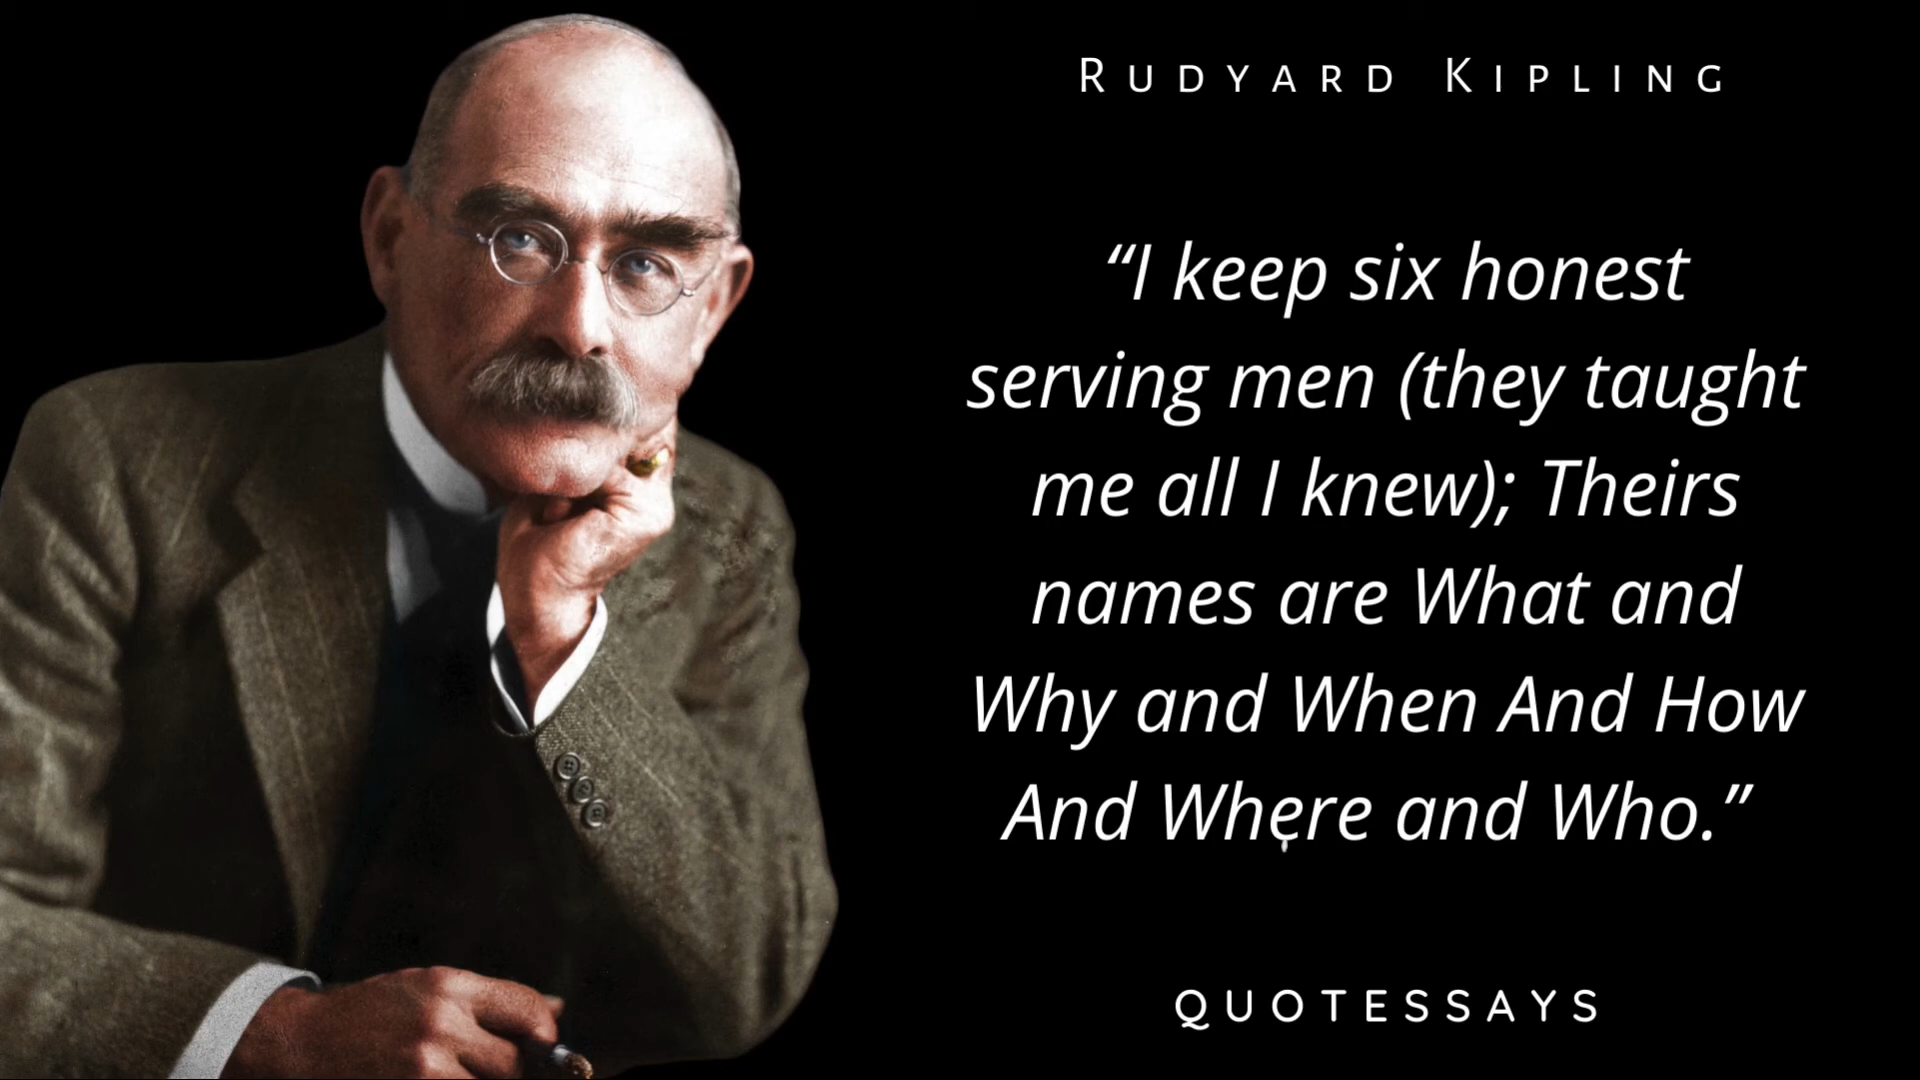 Rudyard Kipling
“I keep six honest
serving men (they taught
me all I knew); Theirs
names are What and
Why and When And How
And Where and Who.”
QUOTESSAYS